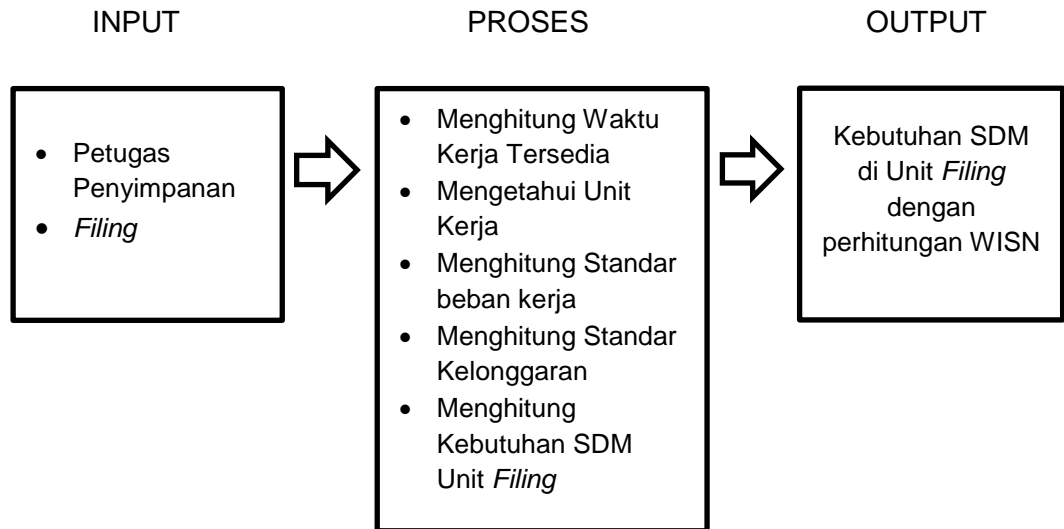 INPUT
PROSES
OUTPUT
• Petugas
Penyimpanan
• Filing
• Menghitung Waktu
Kerja Tersedia
• Mengetahui Unit
Kerja
• Menghitung Standar
beban kerja
• Menghitung Standar
Kelonggaran
• Menghitung
Kebutuhan SDM
Unit Filing
Kebutuhan SDM
di Unit Filing
dengan
perhitungan WISN